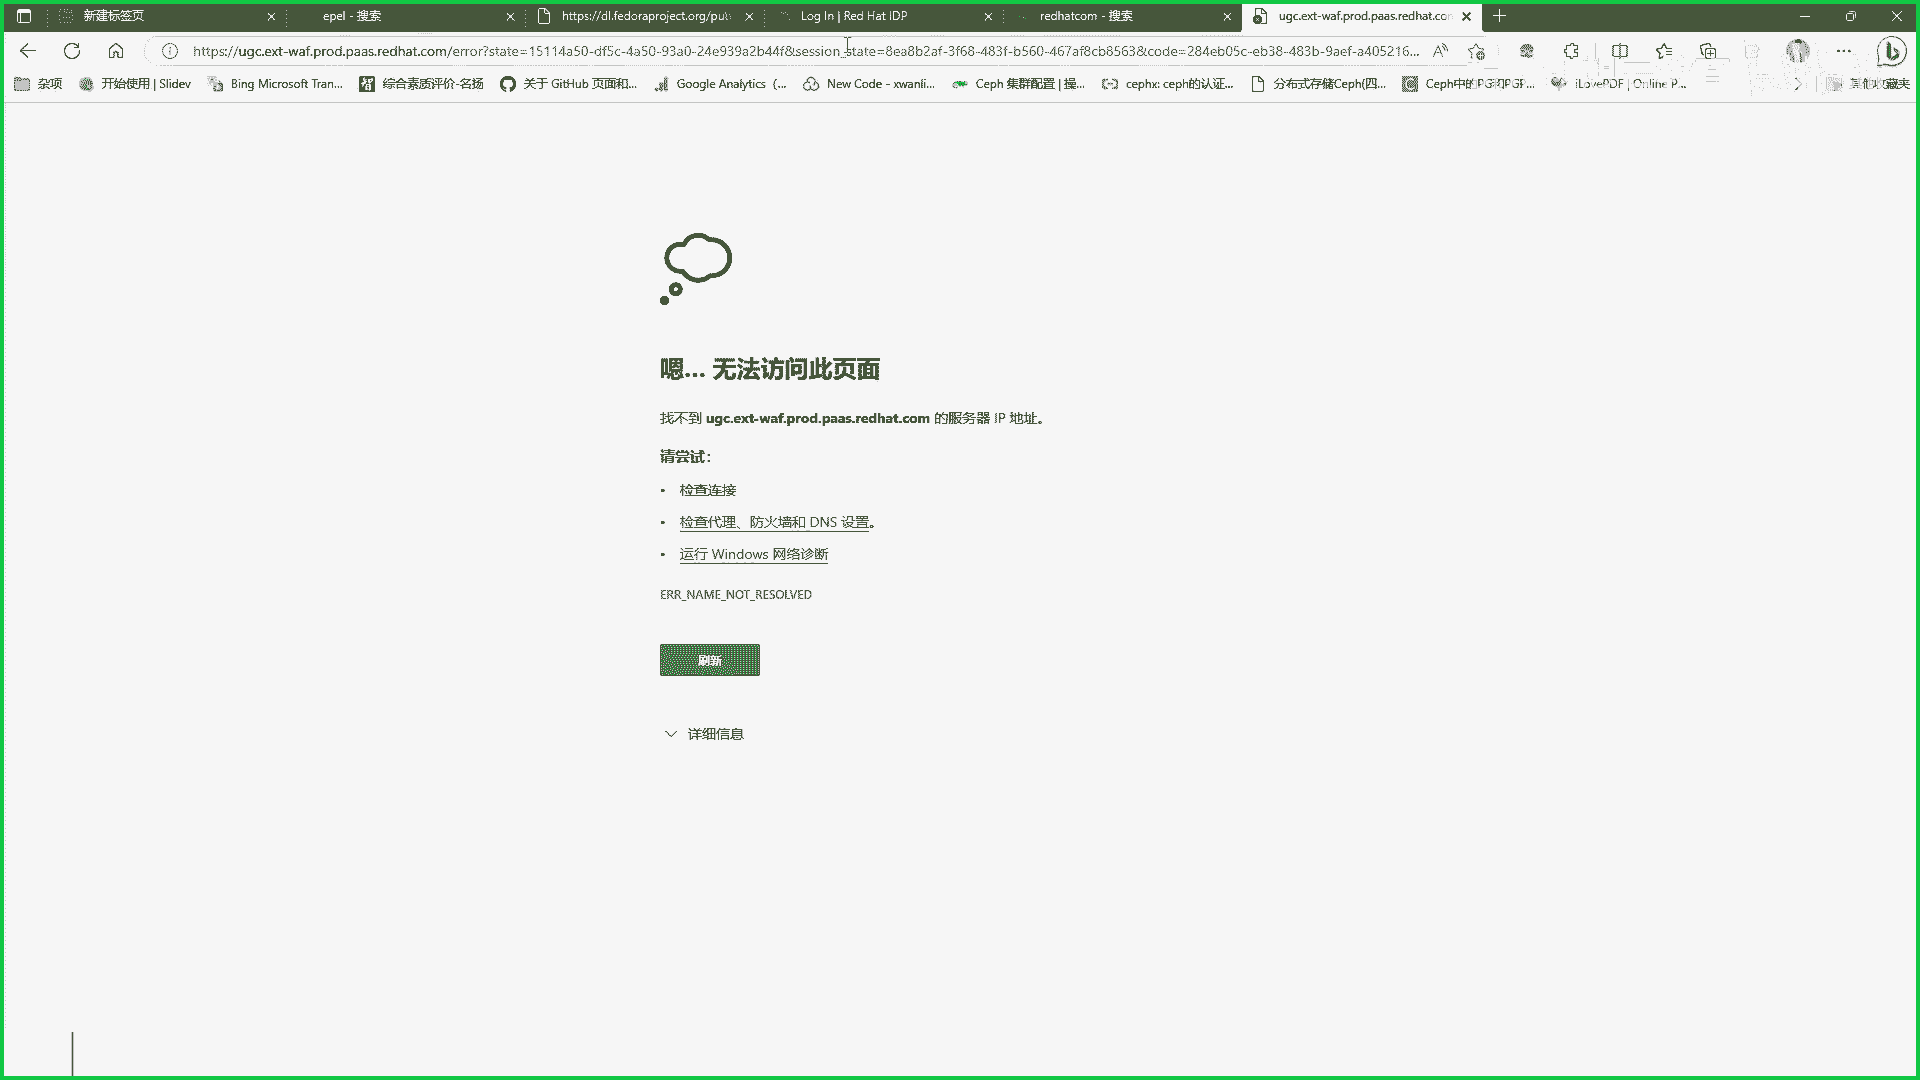 新建标签页
epel - 搜索
https://dl.fedoraproject.org/pu
Log In | Red Hat IDP
redhatcom - 搜索
ugc.ext-waf.prod.paas.redhat.co
https://ugc.ext-waf.prod.paas.redhat.com/error?state=15114a50-df5c-4a50-93a0-24e939a2b44f&session_state=8ea8b2af-3f68-483f-b560-467af8cb8563&code=284eb05c-eb38-483b-9aef-a405216...
杂项
开始使用 | Slidev
Bing Microsoft Tran...
综合素质评价-名扬
关于 GitHub 页面和...
Google Analytics（...
New Code - xwanli...
Ceph 集群配置 | 操...
cephx: ceph的认证...
分布式存储Ceph(四...
Ceph中的PG和PGP...
iLovePDF | Online P...
其他收藏夹
嗯... 无法访问此页面
找不到 ugc.ext-waf.prod.paas.redhat.com 的服务器 IP 地址。
请尝试:
• 检查连接
• 检查代理、防火墙和 DNS 设置。
• 运行 Windows 网络诊断
ERR_NAME_NOT_RESOLVED
刷新
详细信息